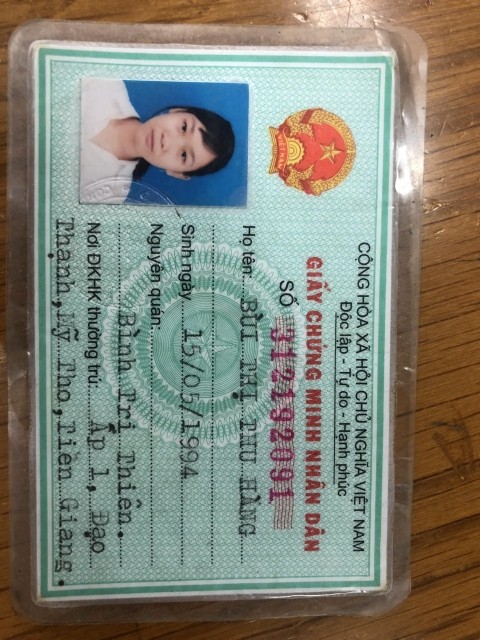 CỘNG HÒA XÃ HỘI CHỦ NGHĨA VIỆT NAM
Độc lập - Tự do - Hạnh phúc
GIẤY CHỨNG MINH NHÂN DÂN
SỐ
Họ tên: BÙI THỊ THU HẰNG
Sinh ngày 15/05/1994
Nguyên quán:
Bình Trị Thiên.
Nơi ĐKHK thường trú: Ấp 1, Đạo
Thạnh,Mỹ Tho,Tiền Giang.